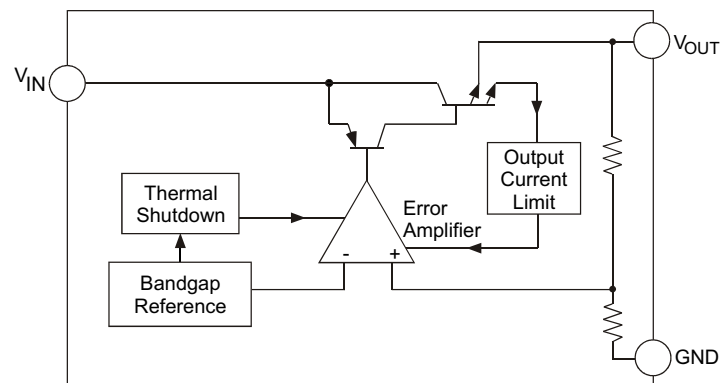 VIN
VOUT
Thermal
Shutdown
Output
Current
Limit
Error
Amplifier
- +
Bandgap
Reference
GND